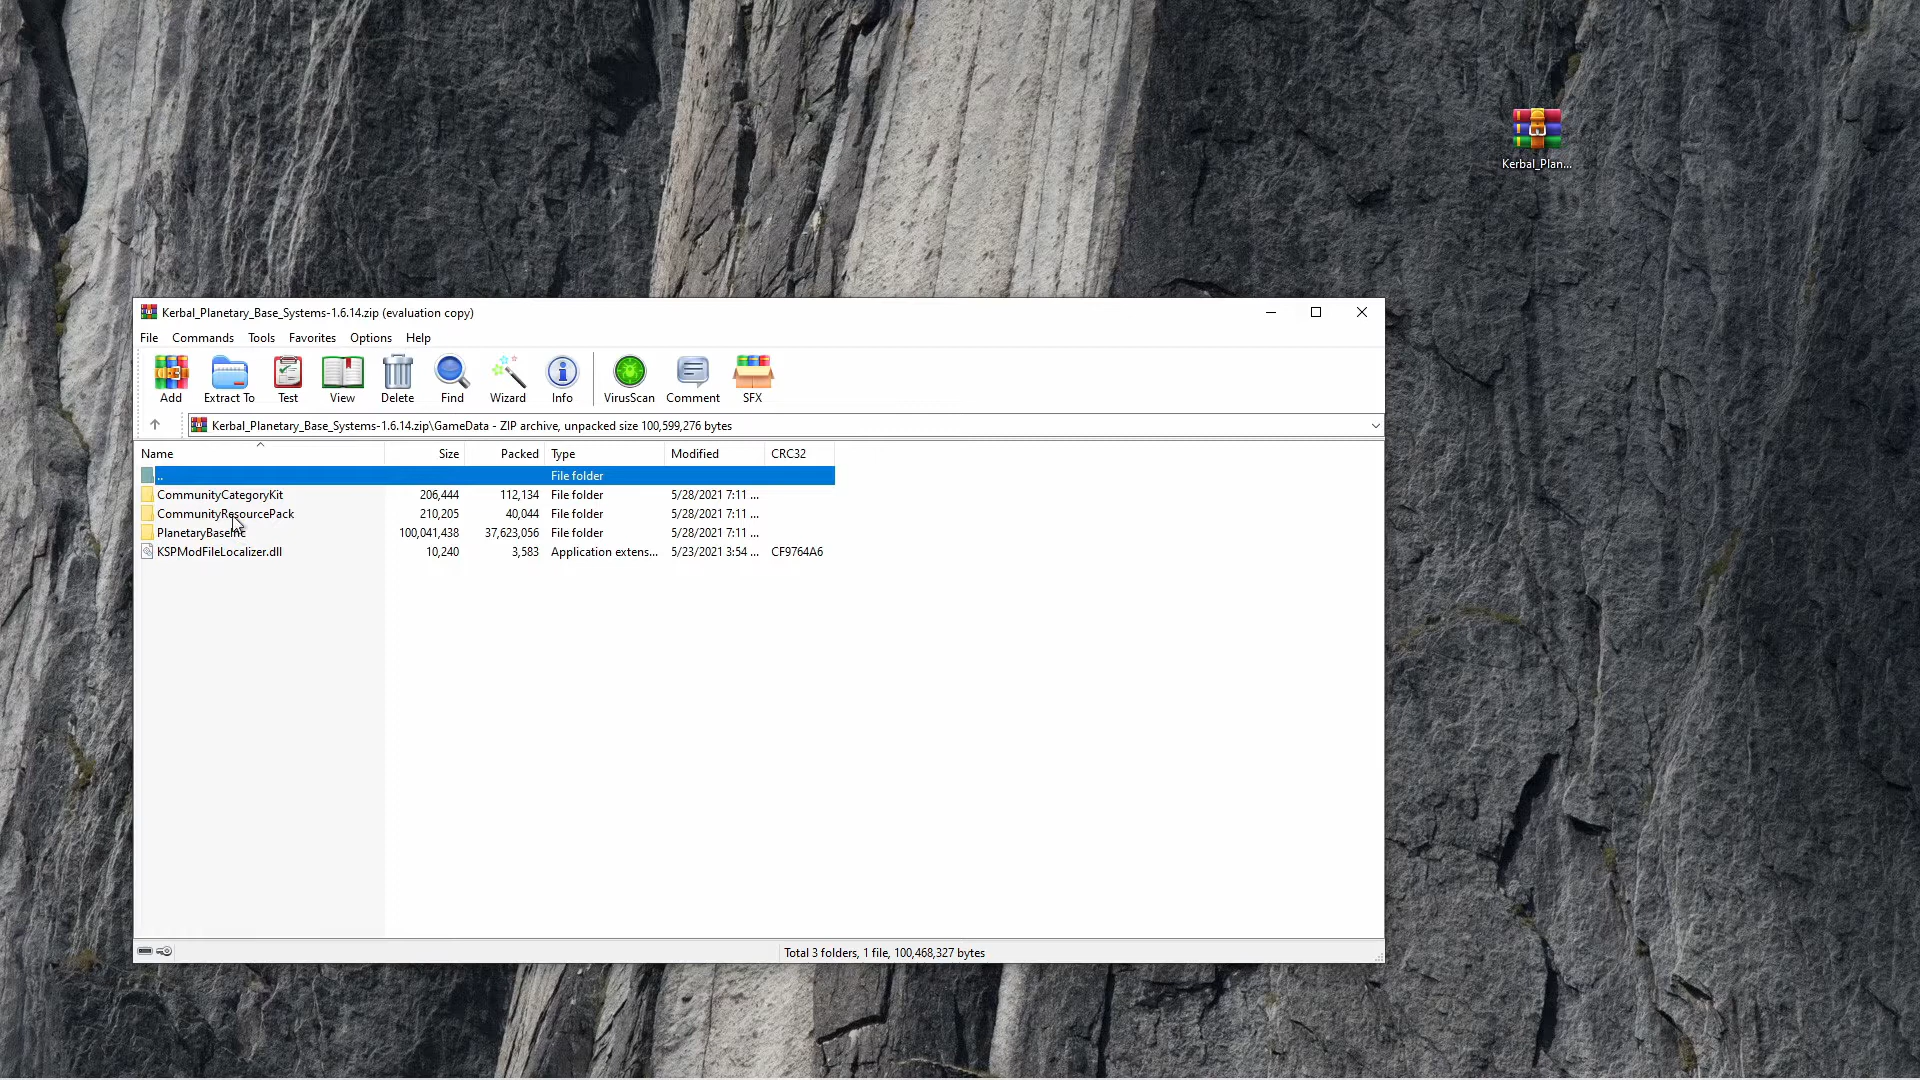 Kerbal_Plan...
Kerbal_Planetary_Base_Systems-1.6.14.zip (evaluation copy)
File Commands Tools Favorites Options Help
Add Extract To Test View Delete Find Wizard Info VirusScan Comment SFX
Kerbal_Planetary_Base_Systems-1.6.14.zip\GameData - ZIP archive, unpacked size 100,599,276 bytes
Name Size Packed Type Modified CRC32
.. File folder
CommunityCategoryKit 206,444 112,134 File folder 5/28/2021 7:11 ...
CommunityResourcePack 210,205 40,044 File folder 5/28/2021 7:11 ...
PlanetaryBaseInc 100,041,438 37,623,056 File folder 5/28/2021 7:11 ...
KSPModFileLocalizer.dll 10,240 3,583 Application extens... 5/23/2021 3:54 ... CF9764A6
Total 3 folders, 1 file, 100,468,327 bytes